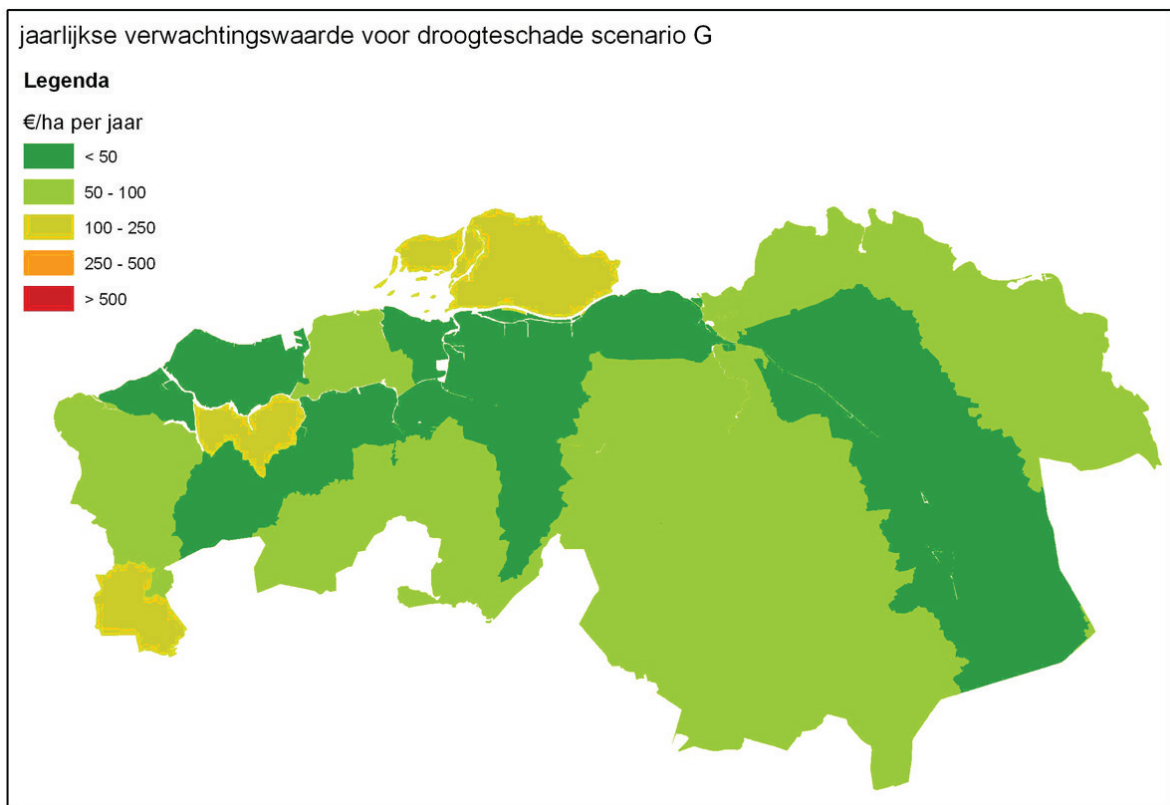 jaarlijkse verwachtingswaarde voor droogteschade scenario G
Legenda
€/ha per jaar
< 50
50 - 100
100 - 250
250 - 500
> 500